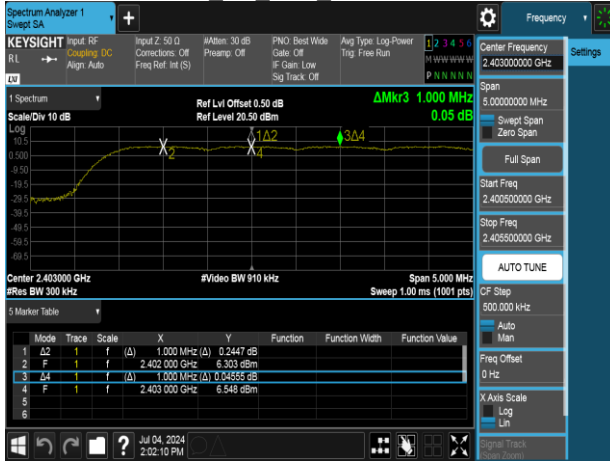 Spectrum Analyzer 1
Swept SA
KEYSIGHT
RL
LXI
Input: RF
Coupling: DC
Align: Auto
Input Z: 50 Ω
Corrections: Off
Freq Ref: Int (S)
#Atten: 30 dB
Preamp: Off
PNO: Best Wide
Gate: Off
IF Gain: Low
Sig Track: Off
Avg Type: Log-Power
Trig: Free Run
1 2 3 4 5 6
M W W W W W
P N N N N N
1 Spectrum
Scale/Div 10 dB
Ref Lvl Offset 0.50 dB
Ref Level 20.50 dBm
ΔMkr3 1.000 MHz
0.05 dB
Log
10.5
0.500
-9.50
-19.5
-29.5
-39.5
-49.5
-59.5
-69.5
2
1Δ2
4
3Δ4
Center 2.403000 GHz
#Video BW 910 kHz
Span 5.000 MHz
#Res BW 300 kHz
Sweep 1.00 ms (1001 pts)
5 Marker Table
Mode Trace Scale X Y Function Function Width Function Value
1 Δ2 1 f (Δ) 1.000 MHz (Δ) 0.2447 dB
2 F 1 f 2.402 000 GHz 6.303 dBm
3 Δ4 1 f (Δ) 1.000 MHz (Δ) 0.04555 dB
4 F 1 f 2.403 000 GHz 6.548 dBm
5
6
?
Jul 04, 2024
2:02:10 PM
Frequency
Settings
Center Frequency
2.403000000 GHz
Span
5.00000000 MHz
Swept Span
Zero Span
Full Span
Start Freq
2.400500000 GHz
Stop Freq
2.405500000 GHz
AUTO TUNE
CF Step
500.000 kHz
Auto
Man
Freq Offset
0 Hz
X Axis Scale
Log
Lin
Signal Track
(Span Zoom)